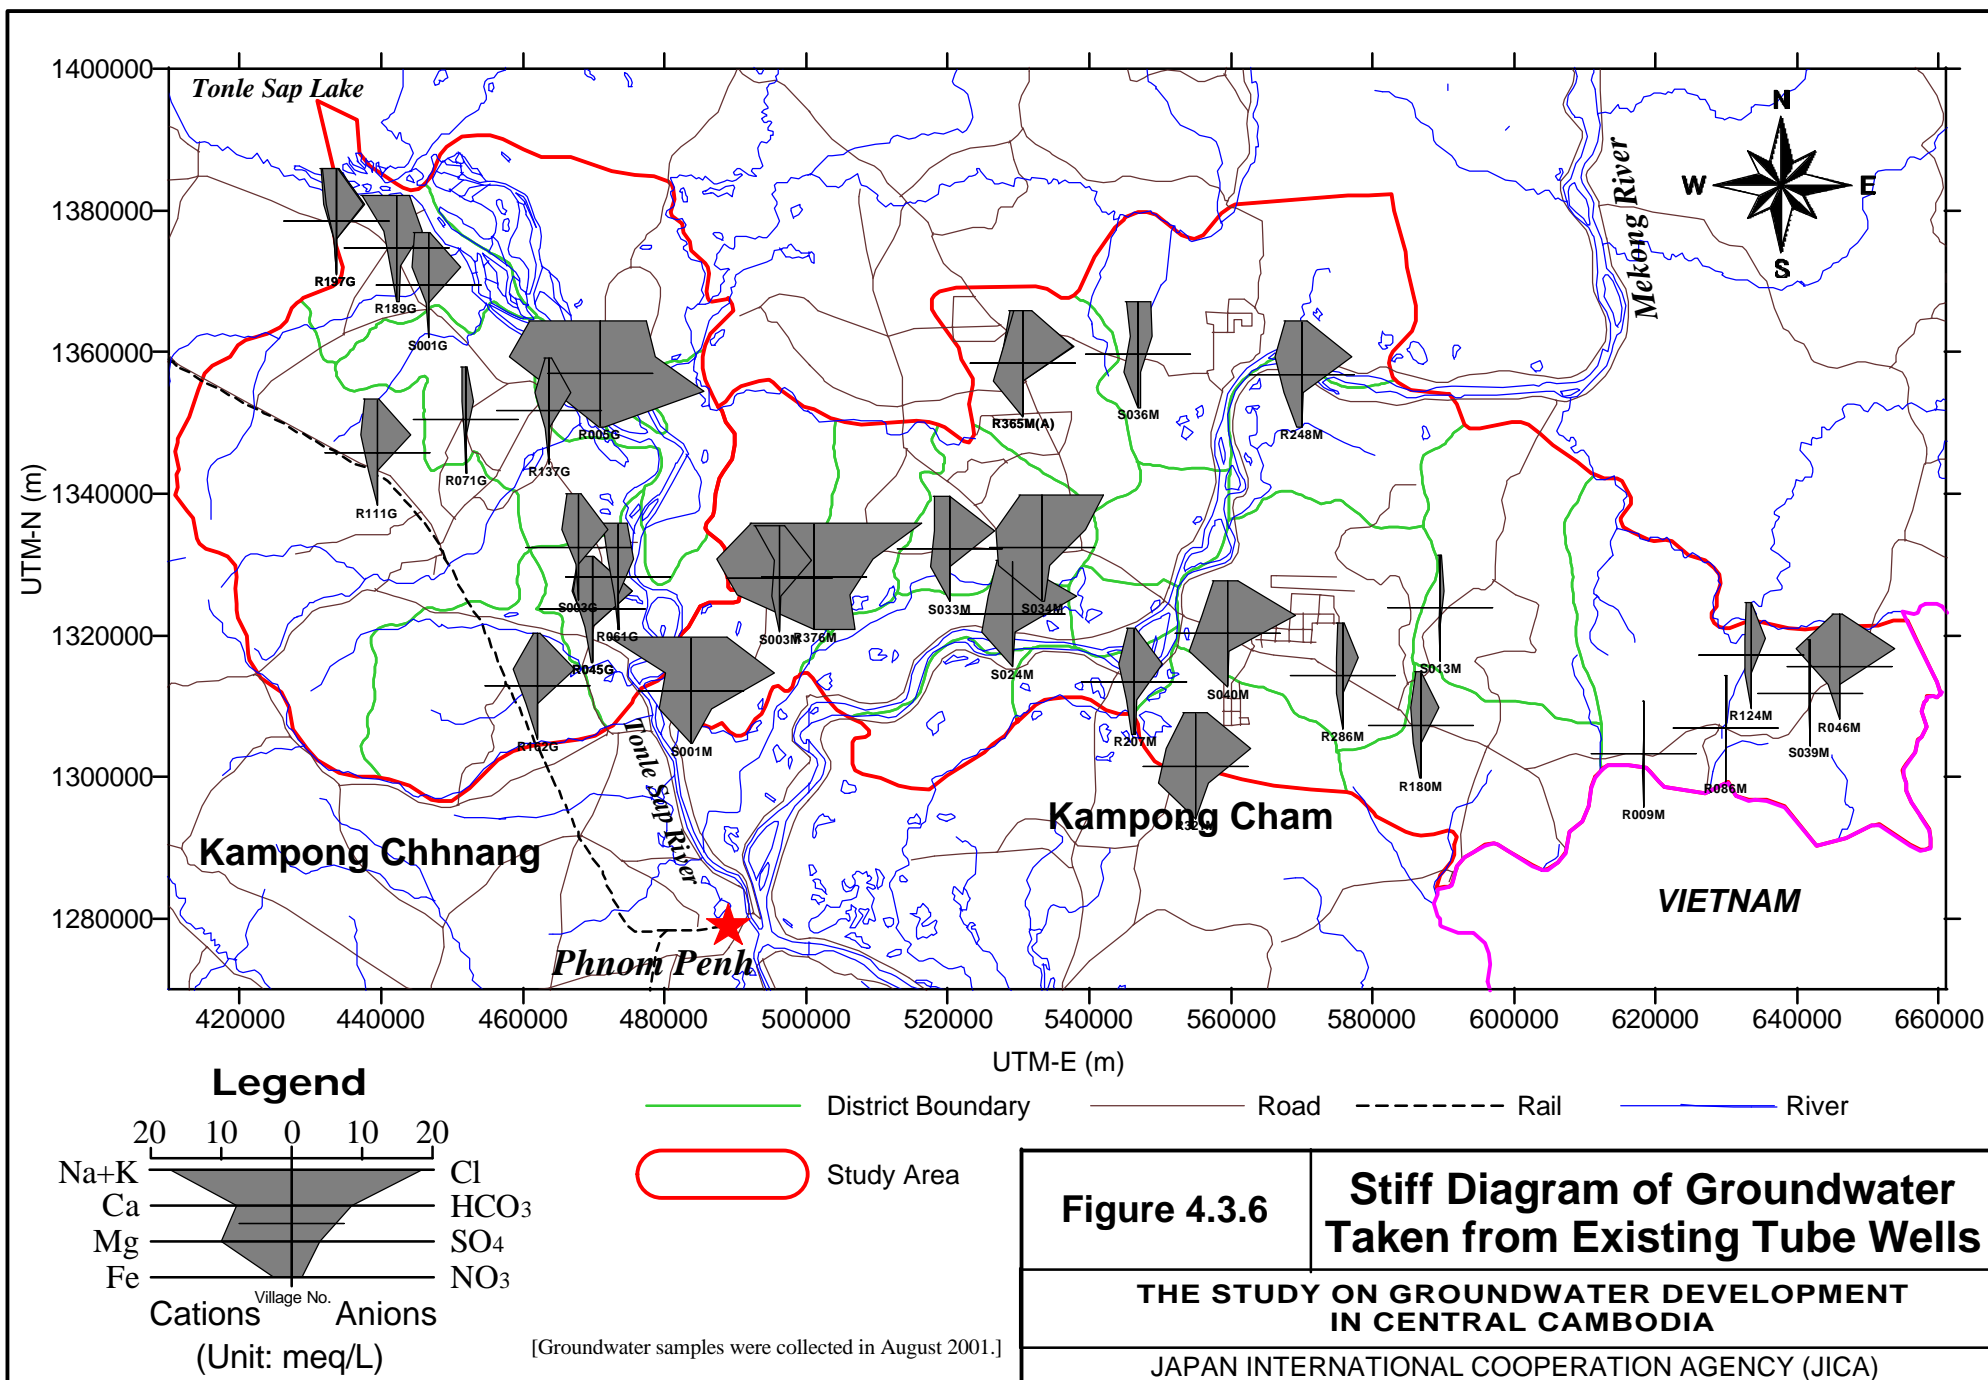 1400000
Tonle Sap Lake
N
W
E
S
Mekong River
1380000
R197G
R189G
S001G
1360000
R005G
R365M(A)
S036M
R248M
R137G
R071G
R111G
1340000
UTM-N (m)
S003G
R061G
R045G
S003M
R376M
S033M
S034M
S024M
1320000
S013M
S040M
R162G
S001M
R207M
R286M
R180M
R124M
R046M
S039M
R086M
R009M
1300000
Tonle Sap River
Kampong Chhnang
Kampong Cham
VIETNAM
1280000
Phnom Penh
420000 440000 460000 480000 500000 520000 540000 560000 580000 600000 620000 640000 660000
UTM-E (m)
Legend
20 10 0 10 20
Na+K Cl
Ca HCO3
Mg SO4
Fe NO3
Village No.
Cations Anions
(Unit: meq/L)
District Boundary
Road
Rail
River
Study Area
[Groundwater samples were collected in August 2001.]
Figure 4.3.6
Stiff Diagram of Groundwater
Taken from Existing Tube Wells
THE STUDY ON GROUNDWATER DEVELOPMENT
IN CENTRAL CAMBODIA
JAPAN INTERNATIONAL COOPERATION AGENCY (JICA)